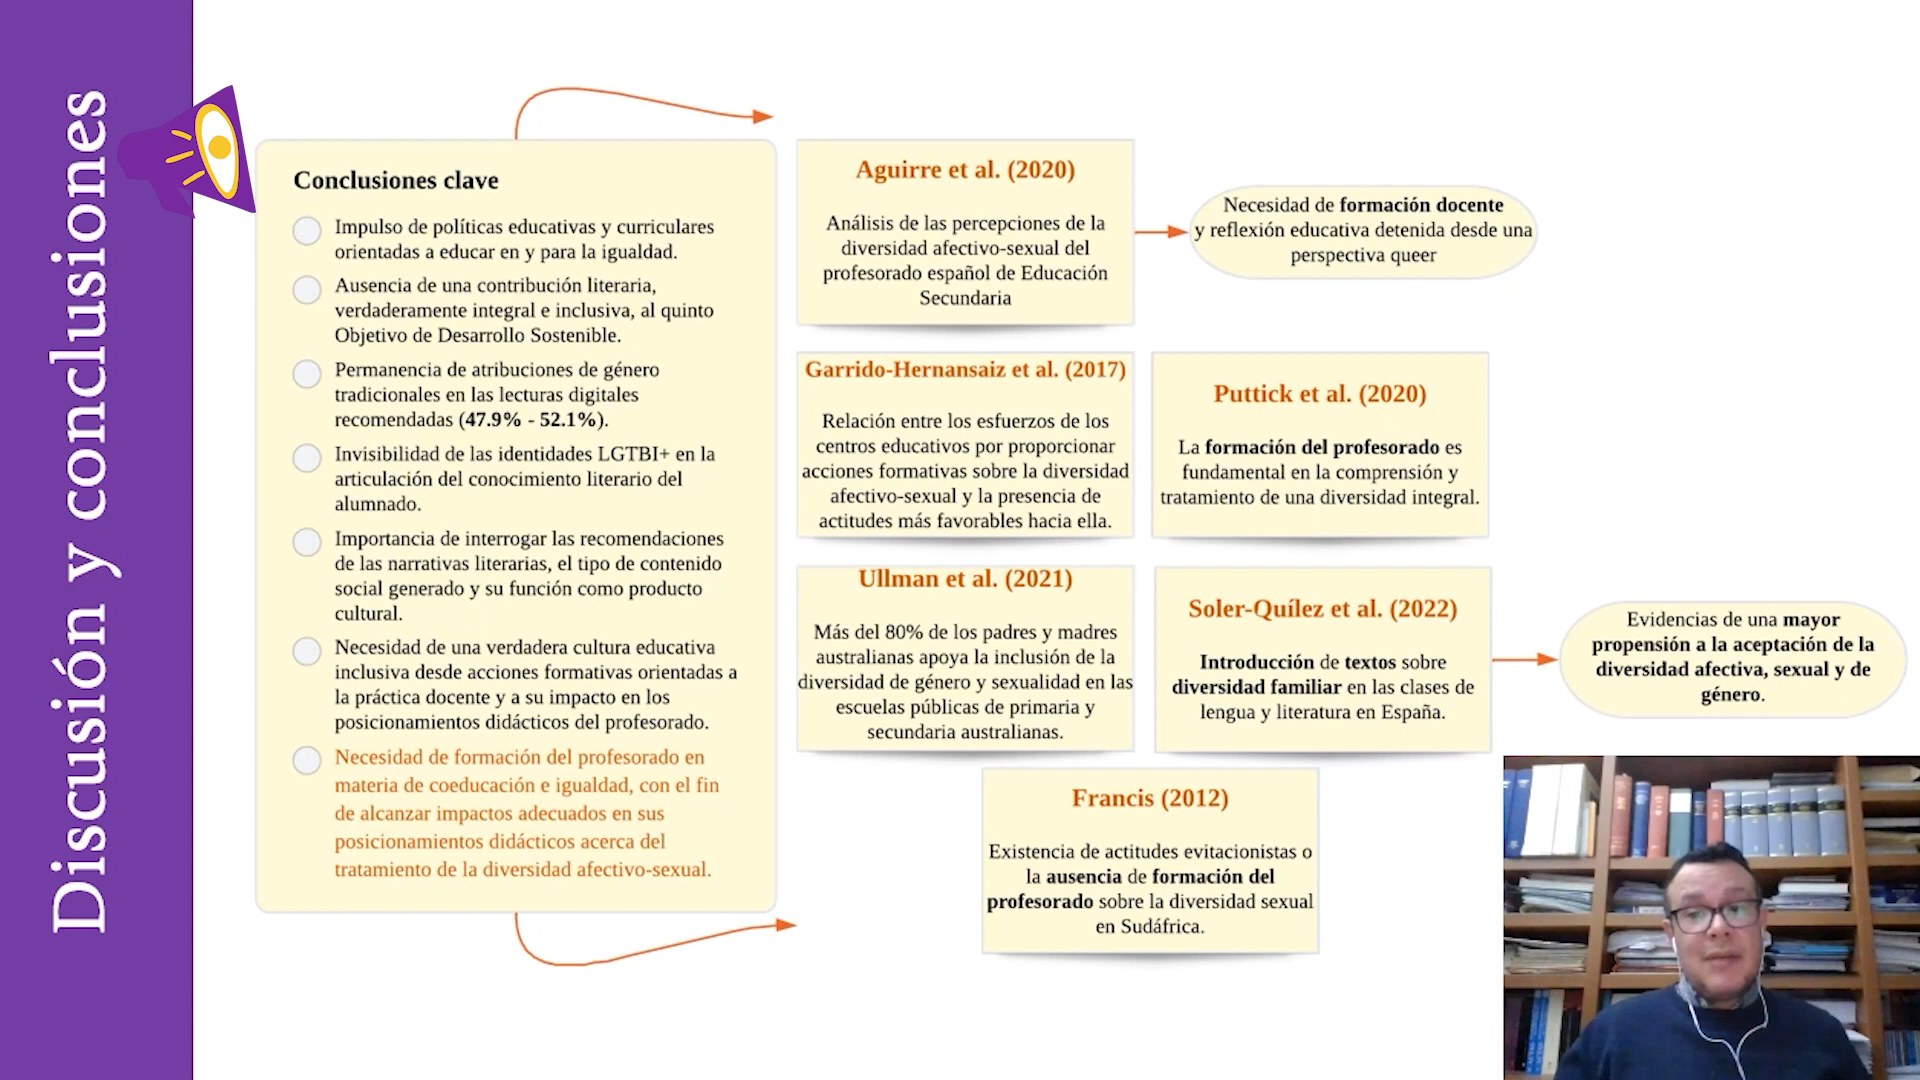 Discusión y conclusiones
Conclusiones clave
Impulso de políticas educativas y curriculares
orientadas a educar en y para la igualdad.
Ausencia de una contribución literaria,
verdaderamente integral e inclusiva, al quinto
Objetivo de Desarrollo Sostenible.
Permanencia de atribuciones de género
tradicionales en las lecturas digitales
recomendadas (47.9% - 52.1%).
Invisibilidad de las identidades LGTBI+ en la
articulación del conocimiento literario del
alumnado.
Importancia de interrogar las recomendaciones
de las narrativas literarias, el tipo de contenido
social generado y su función como producto
cultural.
Necesidad de una verdadera cultura educativa
inclusiva desde acciones formativas orientadas a
la práctica docente y a su impacto en los
posicionamientos didácticos del profesorado.
Necesidad de formación del profesorado en
materia de coeducación e igualdad, con el fin
de alcanzar impactos adecuados en sus
posicionamientos didácticos acerca del
tratamiento de la diversidad afectivo-sexual.
Aguirre et al. (2020)
Análisis de las percepciones de la
diversidad afectivo-sexual del
profesorado español de Educación
Secundaria
Necesidad de formación docente
y reflexión educativa detenida desde una
perspectiva queer
Garrido-Hernansaiz et al. (2017)
Relación entre los esfuerzos de los
centros educativos por proporcionar
acciones formativas sobre la diversidad
afectivo-sexual y la presencia de
actitudes más favorables hacia ella.
Puttick et al. (2020)
La formación del profesorado es
fundamental en la comprensión y
tratamiento de una diversidad integral.
Ullman et al. (2021)
Más del 80% de los padres y madres
australianas apoya la inclusión de la
diversidad de género y sexualidad en las
escuelas públicas de primaria y
secundaria australianas.
Soler-Quílez et al. (2022)
Introducción de textos sobre
diversidad familiar en las clases de
lengua y literatura en España.
Evidencias de una mayor
propensión a la aceptación de la
diversidad afectiva, sexual y de
género.
Francis (2012)
Existencia de actitudes evitacionistas o
la ausencia de formación del
profesorado sobre la diversidad sexual
en Sudáfrica.